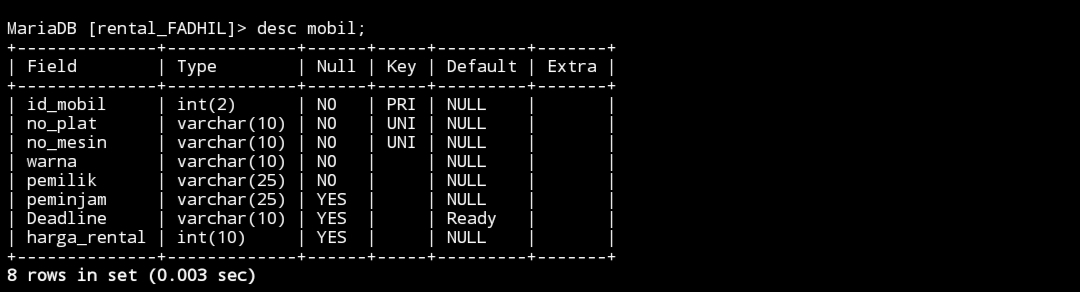 MariaDB [rental_FADHIL]> desc mobil;
+--------------+-------------+------+-----+---------+-------+
| Field        | Type        | Null | Key | Default | Extra |
+--------------+-------------+------+-----+---------+-------+
| id_mobil     | int(2)      | NO   | PRI | NULL    |       |
| no_plat      | varchar(10) | NO   | UNI | NULL    |       |
| no_mesin     | varchar(10) | NO   | UNI | NULL    |       |
| warna        | varchar(10) | NO   |     | NULL    |       |
| pemilik      | varchar(25) | NO   |     | NULL    |       |
| peminjam     | varchar(25) | YES  |     | NULL    |       |
| Deadline     | varchar(10) | YES  |     | Ready   |       |
| harga_rental | int(10)     | YES  |     | NULL    |       |
+--------------+-------------+------+-----+---------+-------+
8 rows in set (0.003 sec)